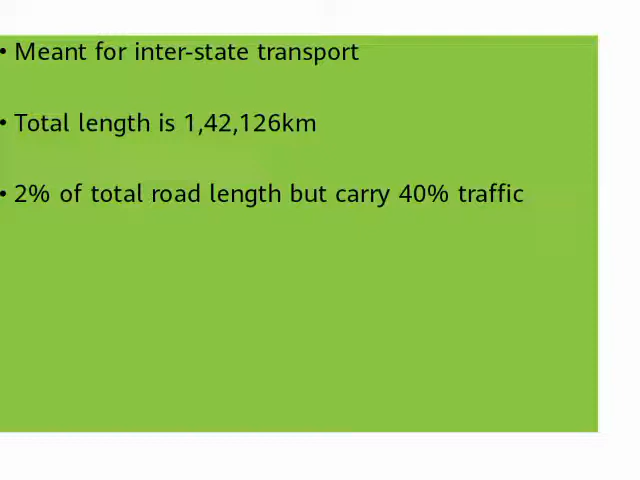 • Meant for inter-state transport
• Total length is 1,42,126km
• 2% of total road length but carry 40% traffic